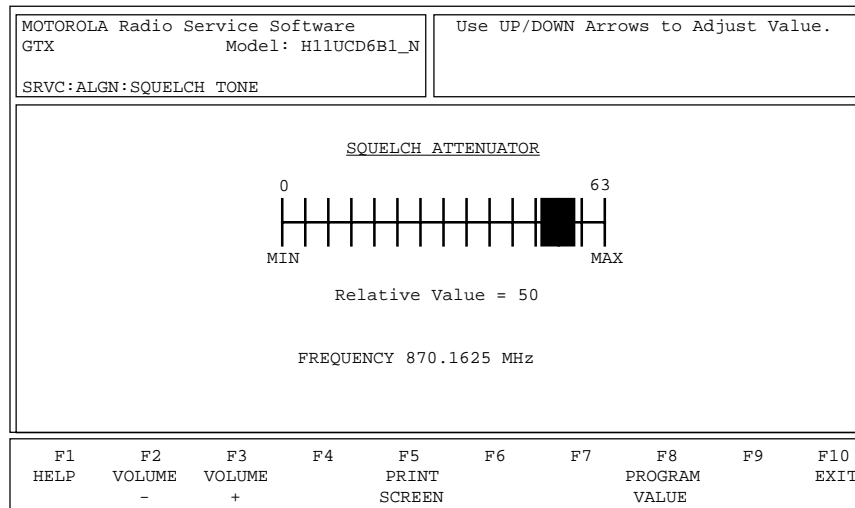 MOTOROLA Radio Service Software
GTX Model: H11UCD6B1_N
SRVC:ALGN:SQUELCH TONE
Use UP/DOWN Arrows to Adjust Value.
SQUELCH ATTENUATOR
0 63
MIN MAX
Relative Value = 50
FREQUENCY 870.1625 MHz
F1 F2 F3 F4 F5 F6 F7 F8 F9 F10
HELP VOLUME VOLUME PRINT PROGRAM EXIT
- + SCREEN VALUE